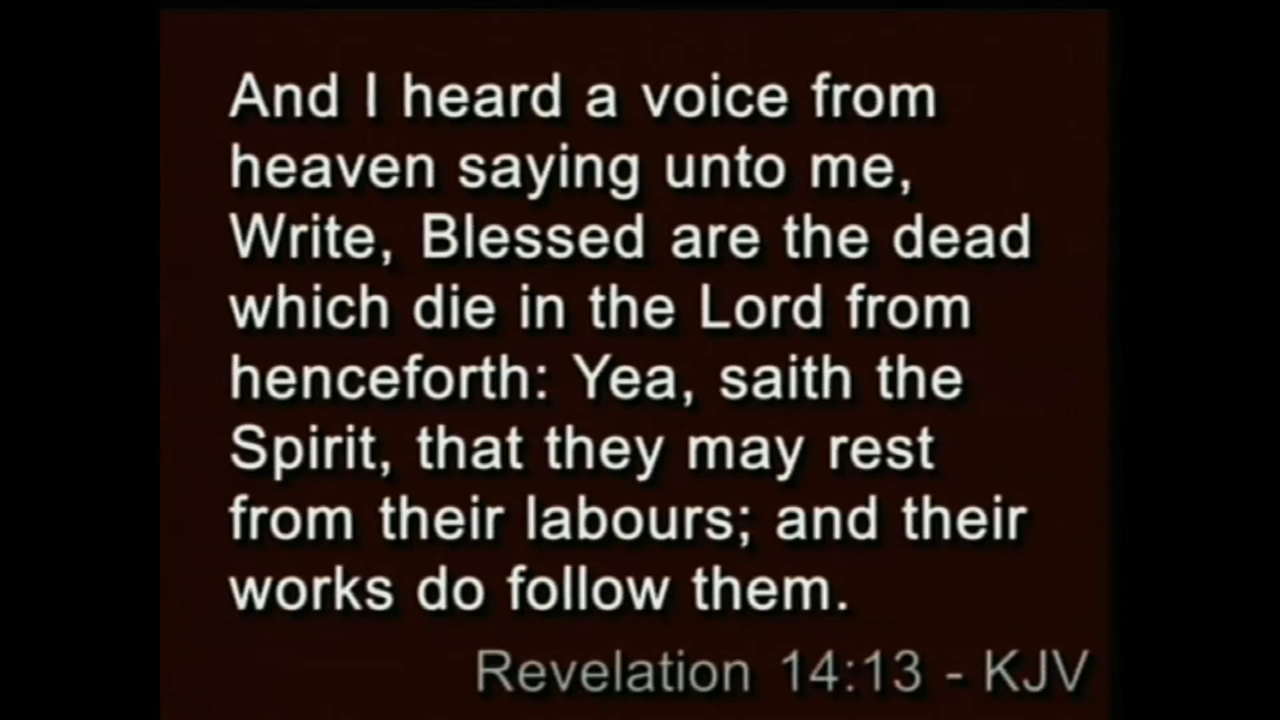 And I heard a voice from
heaven saying unto me,
Write, Blessed are the dead
which die in the Lord from
henceforth: Yea, saith the
Spirit, that they may rest
from their labours; and their
works do follow them.
Revelation 14:13 - KJV